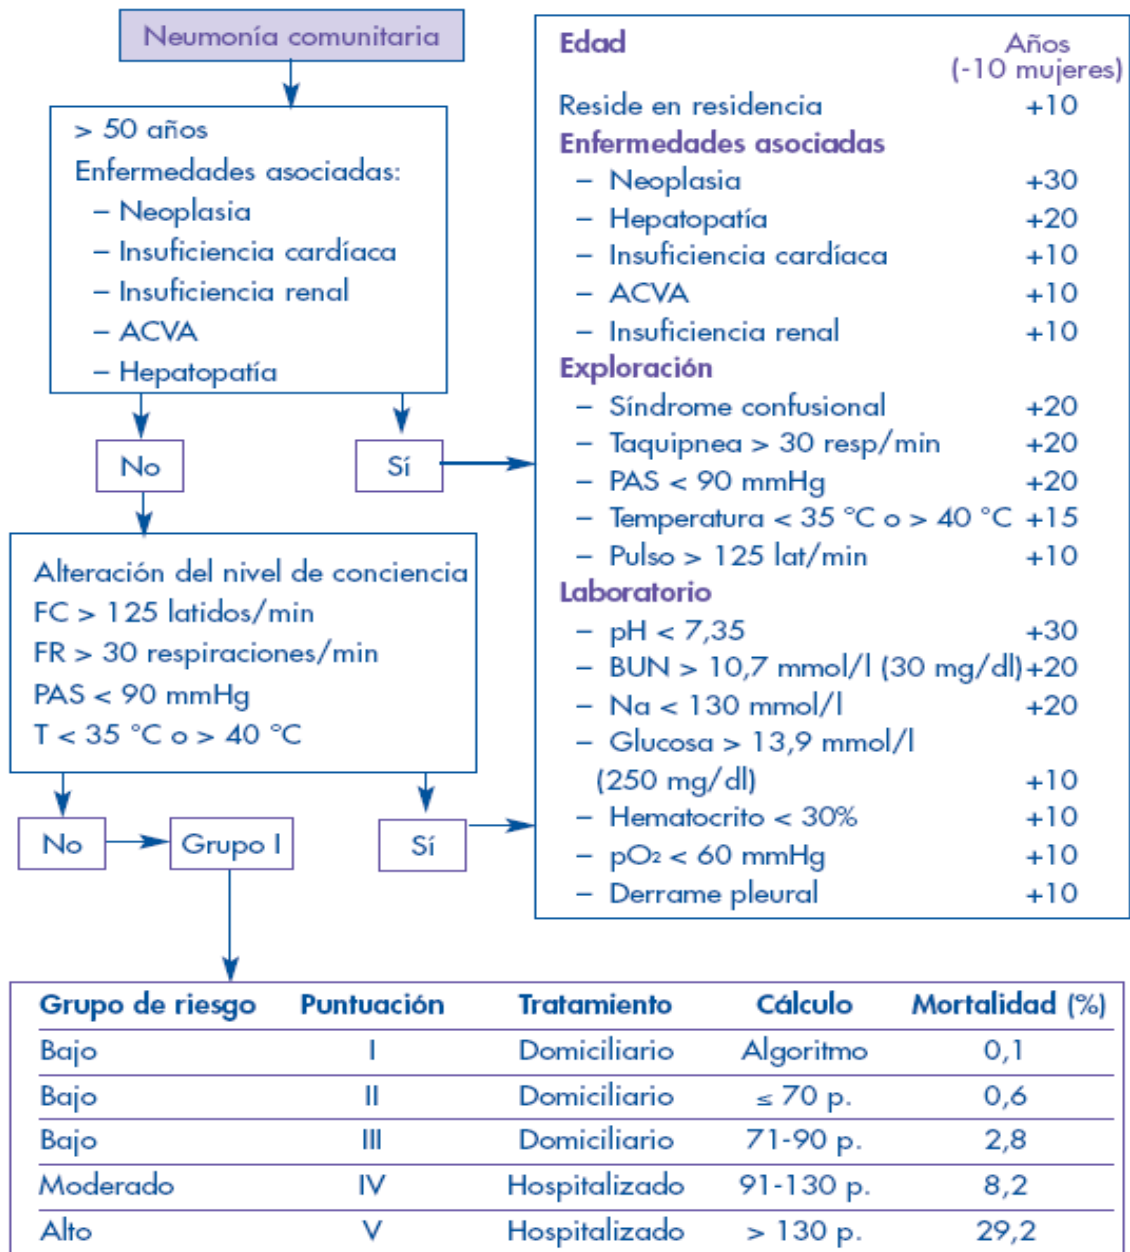 Neumonía comunitaria
> 50 años
Enfermedades asociadas:
– Neoplasia
– Insuficiencia cardíaca
– Insuficiencia renal
– ACVA
– Hepatopatía
No
Sí
Alteración del nivel de conciencia
FC > 125 latidos/min
FR > 30 respiraciones/min
PAS < 90 mmHg
T < 35 °C o > 40 °C
No
Grupo I
Sí
Edad Años
(-10 mujeres)
Reside en residencia +10
Enfermedades asociadas
– Neoplasia +30
– Hepatopatía +20
– Insuficiencia cardíaca +10
– ACVA +10
– Insuficiencia renal +10
Exploración
– Síndrome confusional +20
– Taquipnea > 30 resp/min +20
– PAS < 90 mmHg +20
– Temperatura < 35 °C o > 40 °C +15
– Pulso > 125 lat/min +10
Laboratorio
– pH < 7,35 +30
– BUN > 10,7 mmol/l (30 mg/dl) +20
– Na < 130 mmol/l +20
– Glucosa > 13,9 mmol/l
(250 mg/dl) +10
– Hematocrito < 30% +10
– pO2 < 60 mmHg +10
– Derrame pleural +10
Grupo de riesgo Puntuación Tratamiento Cálculo Mortalidad (%)
Bajo I Domiciliario Algoritmo 0,1
Bajo II Domiciliario ≤ 70 p. 0,6
Bajo III Domiciliario 71-90 p. 2,8
Moderado IV Hospitalizado 91-130 p. 8,2
Alto V Hospitalizado > 130 p. 29,2